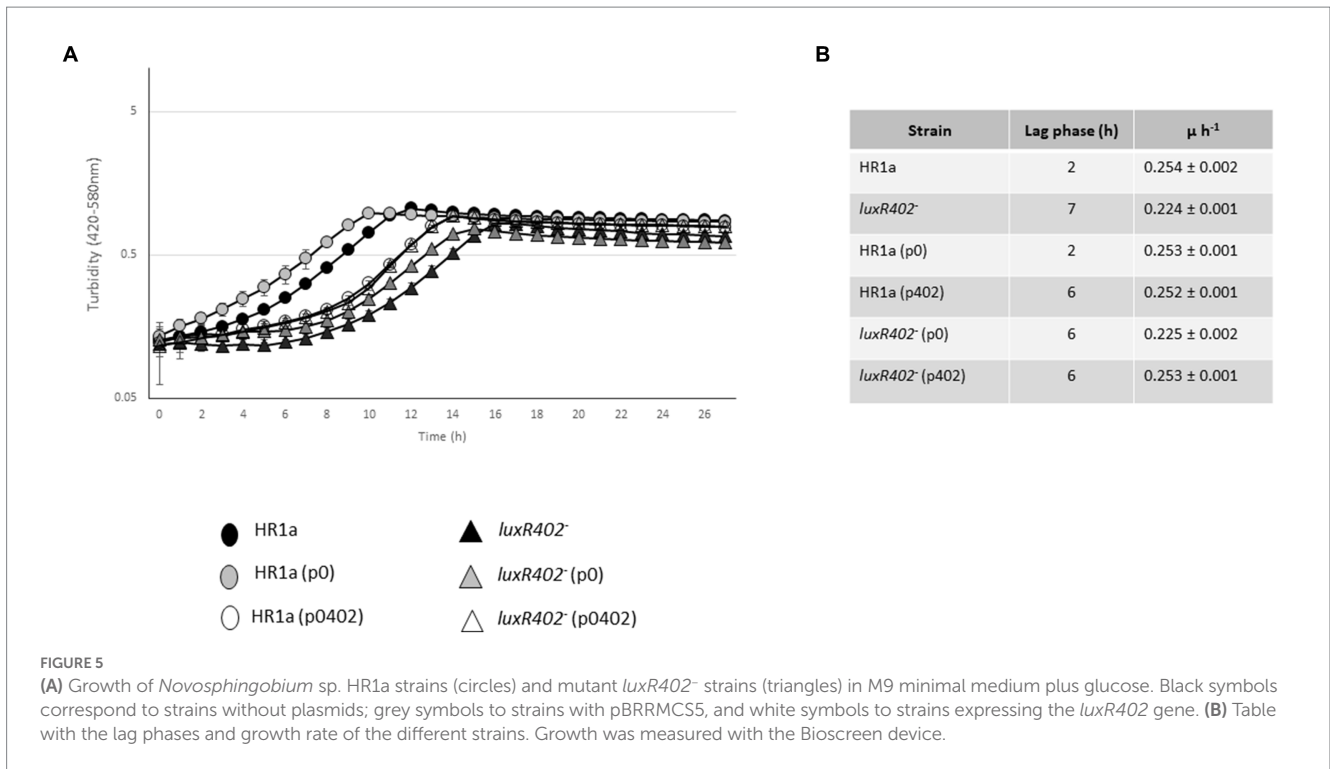 A
B
5
0.5
0.05
Turbidity (420-580nm)
0 2 4 6 8 10 12 14 16 18 20 22 24 26
Time (h)
Strain Lag phase (h) µ h⁻¹
HR1a 2 0.254 ± 0.002
luxR402⁻ 7 0.224 ± 0.001
HR1a (p0) 2 0.253 ± 0.001
HR1a (p402) 6 0.252 ± 0.001
luxR402⁻ (p0) 6 0.225 ± 0.002
luxR402⁻ (p402) 6 0.253 ± 0.001
HR1a luxR402⁻
HR1a (p0) luxR402⁻ (p0)
HR1a (p0402) luxR402⁻ (p0402)
FIGURE 5
(A) Growth of Novosphingobium sp. HR1a strains (circles) and mutant luxR402⁻ strains (triangles) in M9 minimal medium plus glucose. Black symbols
correspond to strains without plasmids; grey symbols to strains with pBRRMCS5, and white symbols to strains expressing the luxR402 gene. (B) Table
with the lag phases and growth rate of the different strains. Growth was measured with the Bioscreen device.